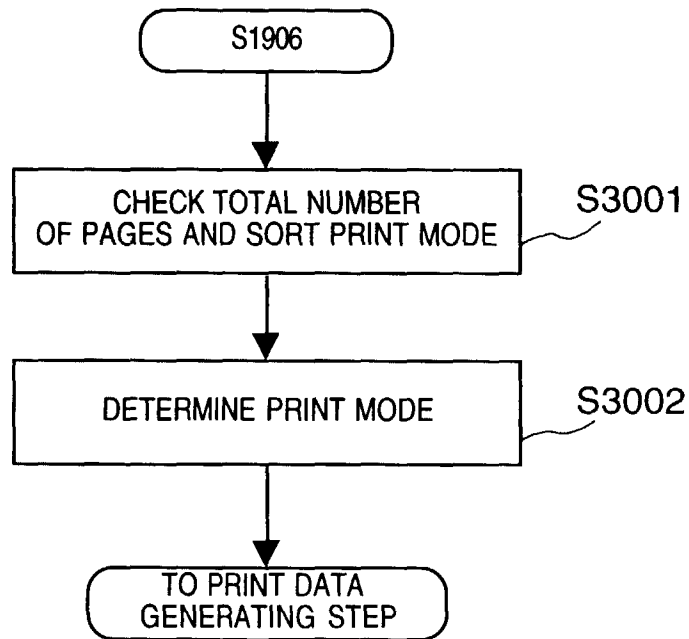 S1906
CHECK TOTAL NUMBER
OF PAGES AND SORT PRINT MODE
S3001
DETERMINE PRINT MODE
S3002
TO PRINT DATA
GENERATING STEP